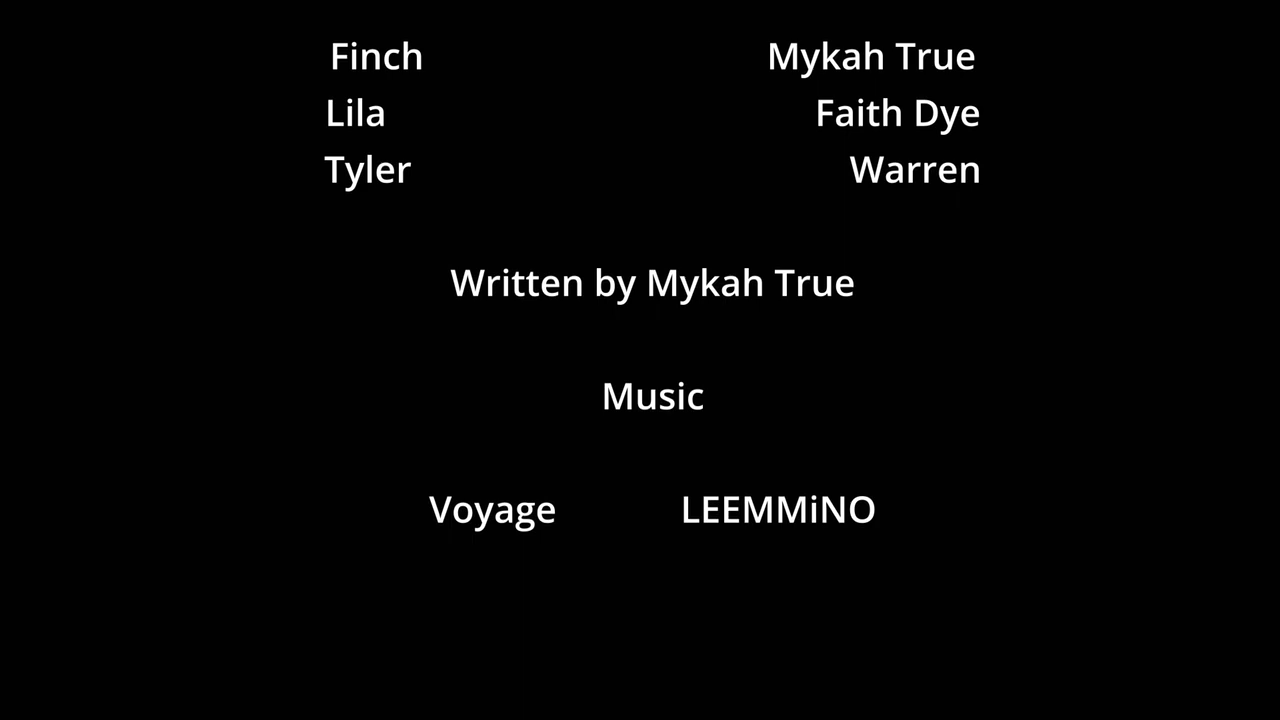 Finch Mykah True
Lila Faith Dye
Tyler Warren
Written by Mykah True
Music
Voyage LEEMMiNO